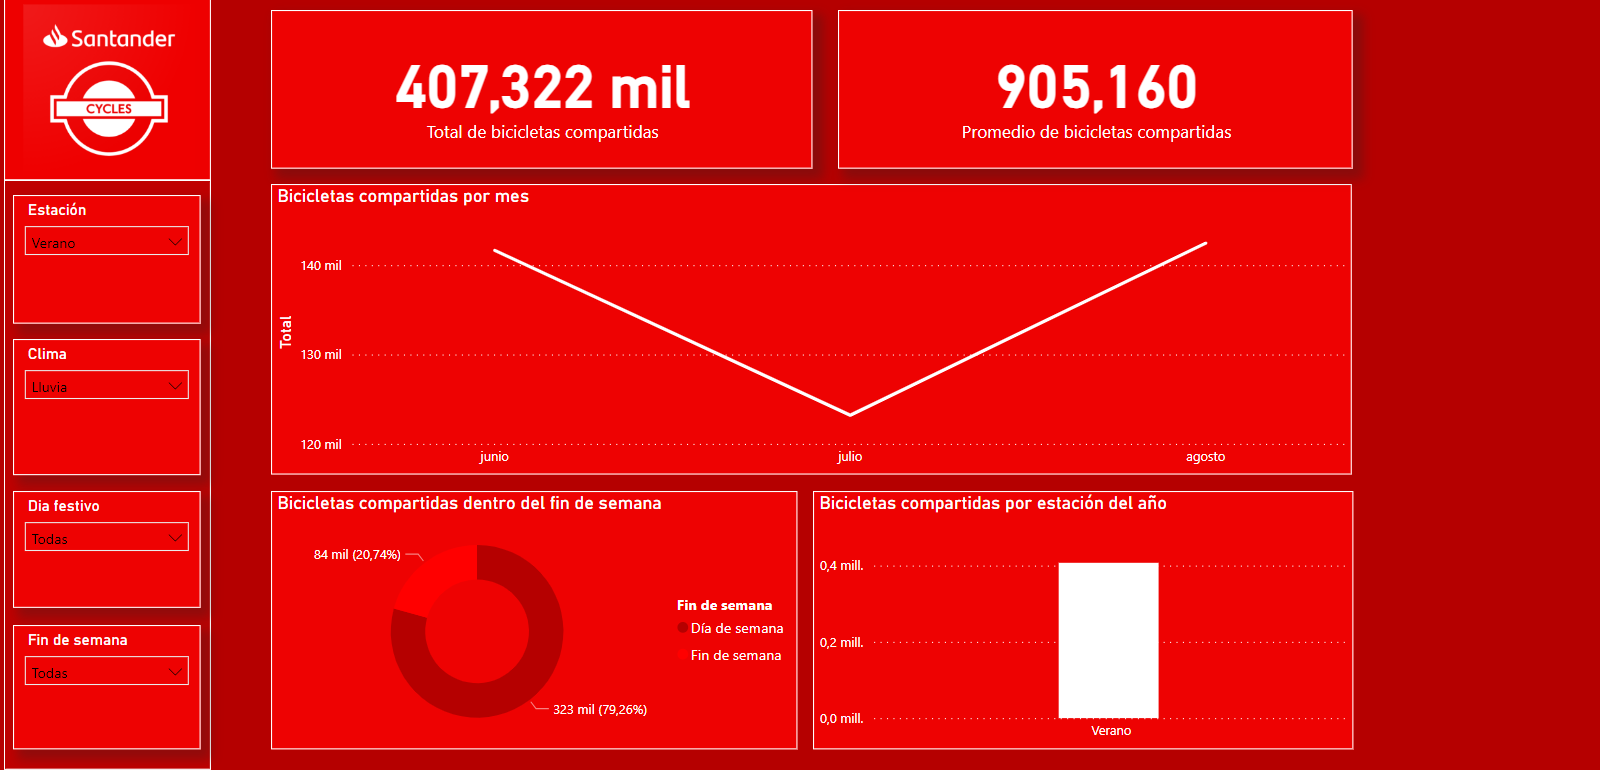 Santander
CYCLES
Estación
Verano
Clima
Lluvia
Dia festivo
Todas
Fin de semana
Todas
407,322 mil
Total de bicicletas compartidas
905,160
Promedio de bicicletas compartidas
Bicicletas compartidas por mes
Total
140 mil
130 mil
120 mil
junio
julio
agosto
Bicicletas compartidas dentro del fin de semana
84 mil (20,74%)
323 mil (79,26%)
Fin de semana
Día de semana
Fin de semana
Bicicletas compartidas por estación del año
0,4 mill.
0,2 mill.
0,0 mill.
Verano